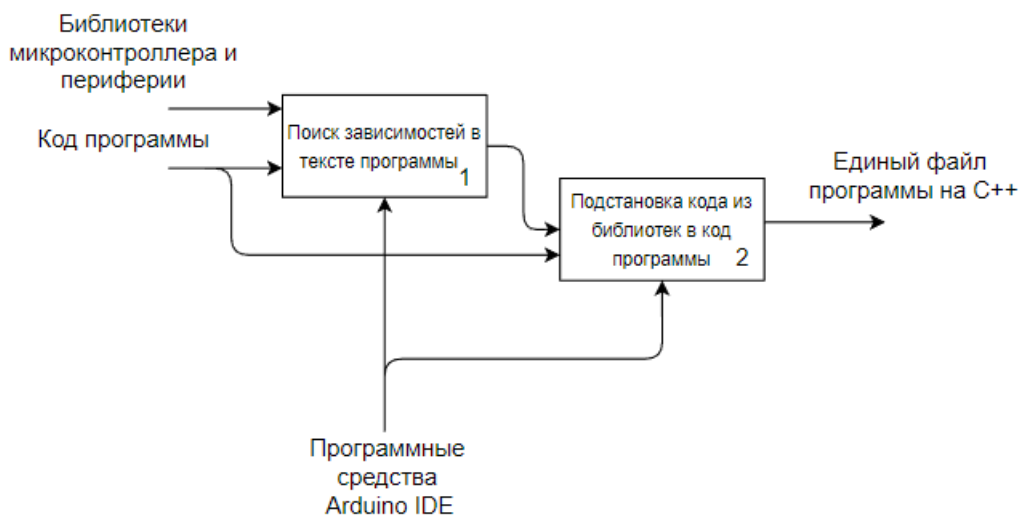 Библиотеки
микроконтроллера и
периферии
Код программы
Поиск зависимостей в
тексте программы
1
Подстановка кода из
библиотек в код
программы 2
Единый файл
программы на C++
Программные
средства
Arduino IDE